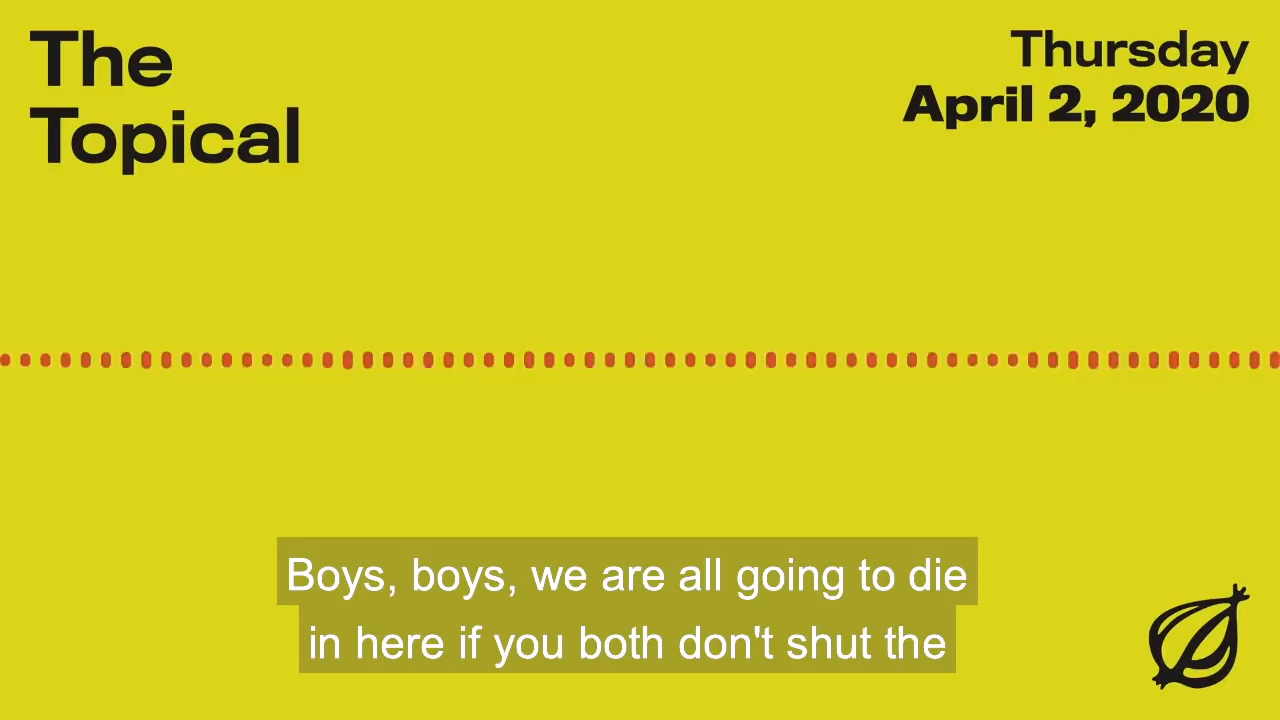 The
Topical
Thursday
April 2, 2020
Boys, boys, we are all going to die
in here if you both don't shut the